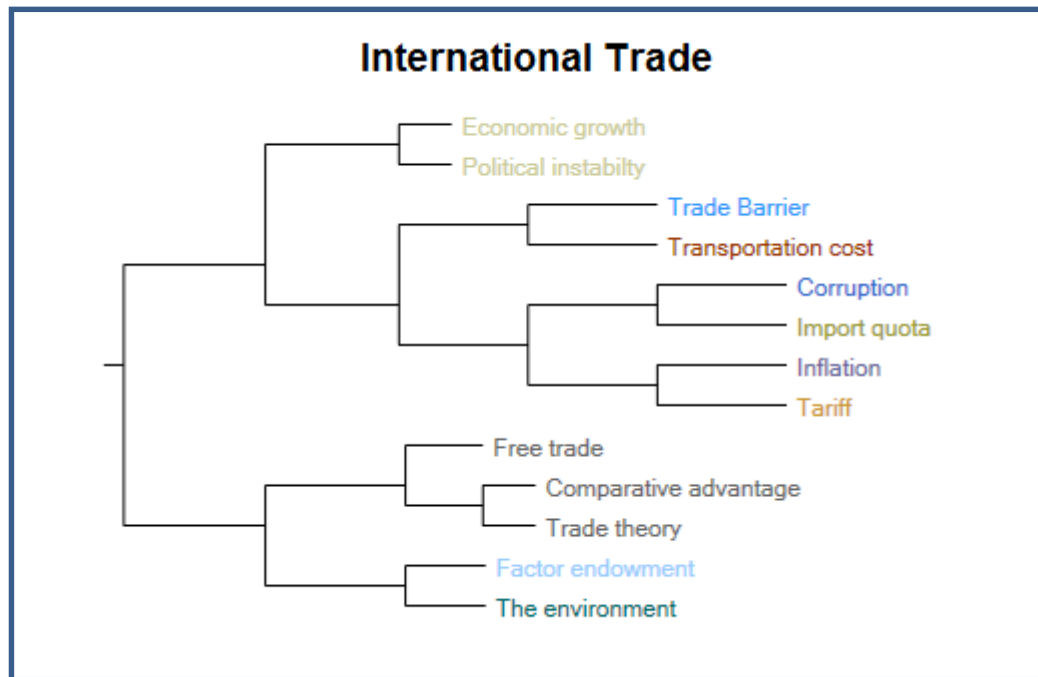 International Trade
Economic growth
Political instabilty
Trade Barrier
Transportation cost
Corruption
Import quota
Inflation
Tariff
Free trade
Comparative advantage
Trade theory
Factor endowment
The environment